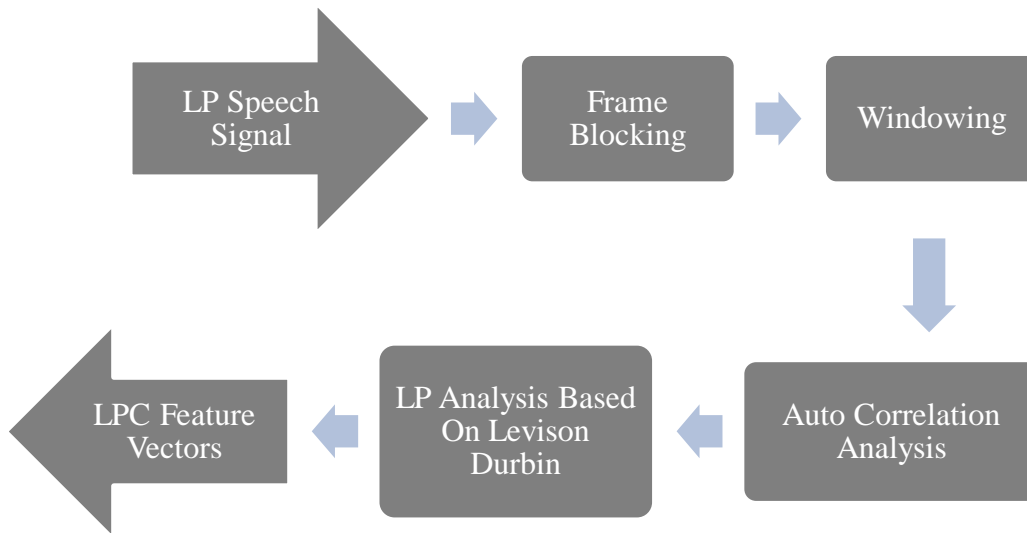 LP Speech
Signal
Frame
Blocking
Windowing
Auto Correlation
Analysis
LP Analysis Based
On Levison
Durbin
LPC Feature
Vectors